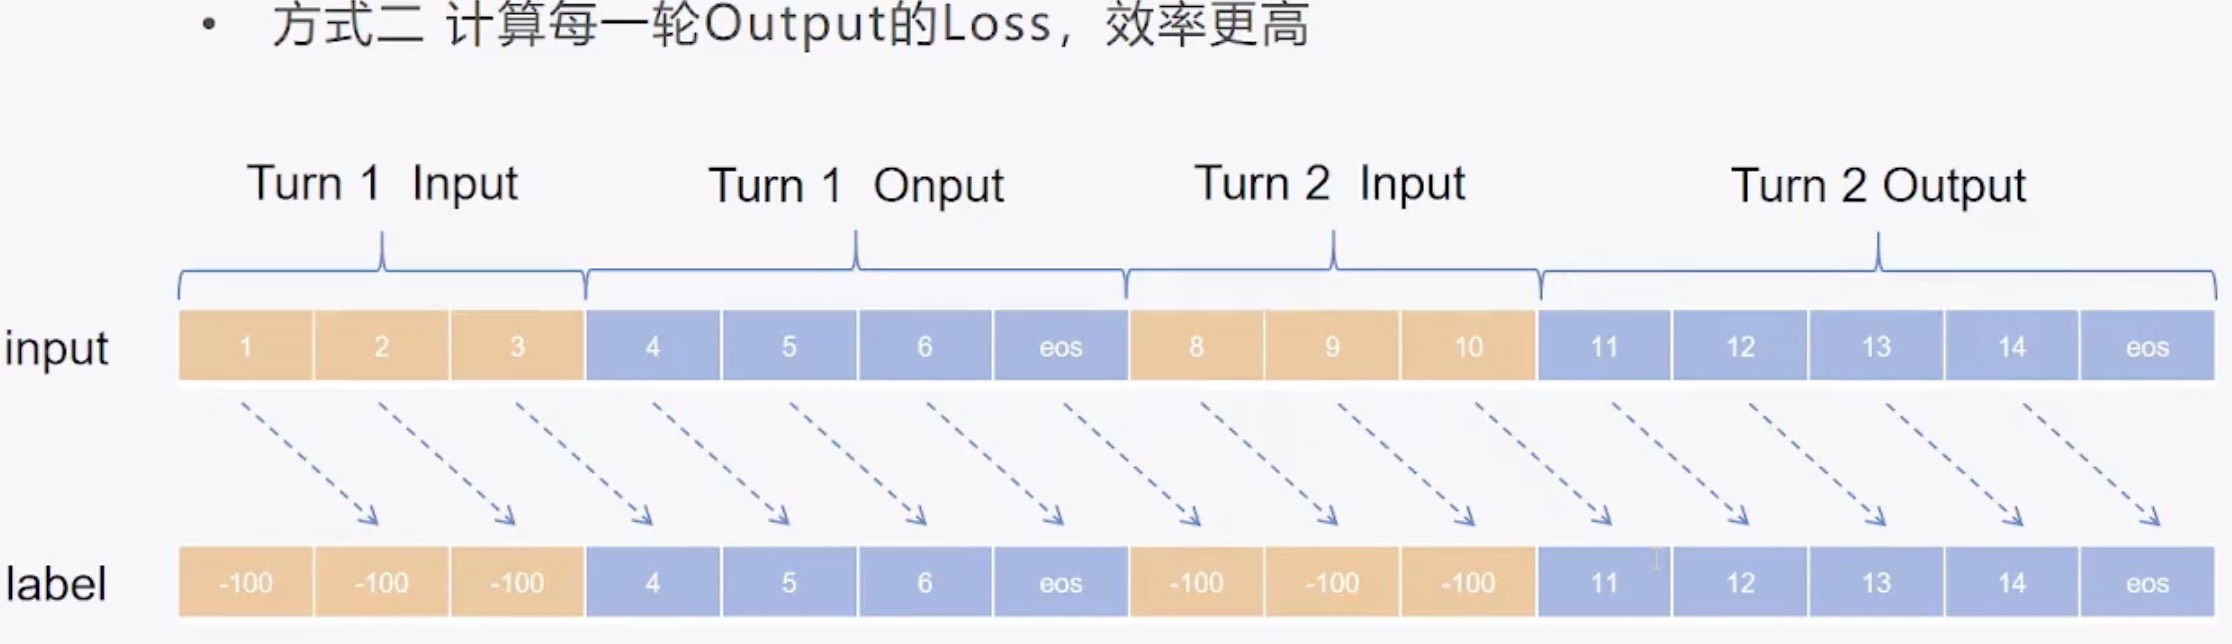 • 方式二 计算每一轮Output的Loss，效率更高
Turn 1 Input Turn 1 Onput Turn 2 Input Turn 2 Output
input 1 2 3 4 5 6 eos 8 9 10 11 12 13 14 eos
label -100 -100 -100 4 5 6 eos -100 -100 -100 11 12 13 14 eos